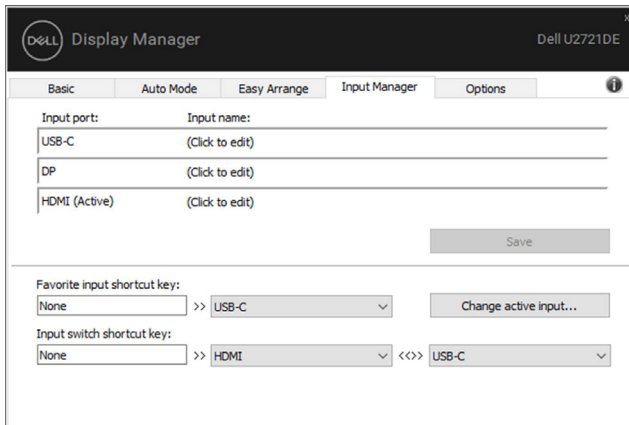 DELL Display Manager Dell U2721DE
Basic Auto Mode Easy Arrange Input Manager Options
Input port: Input name:
USB-C (Click to edit)
DP (Click to edit)
HDMI (Active) (Click to edit)
Save
Favorite input shortcut key:
None >> USB-C Change active input...
Input switch shortcut key:
None >> HDMI <<>> USB-C